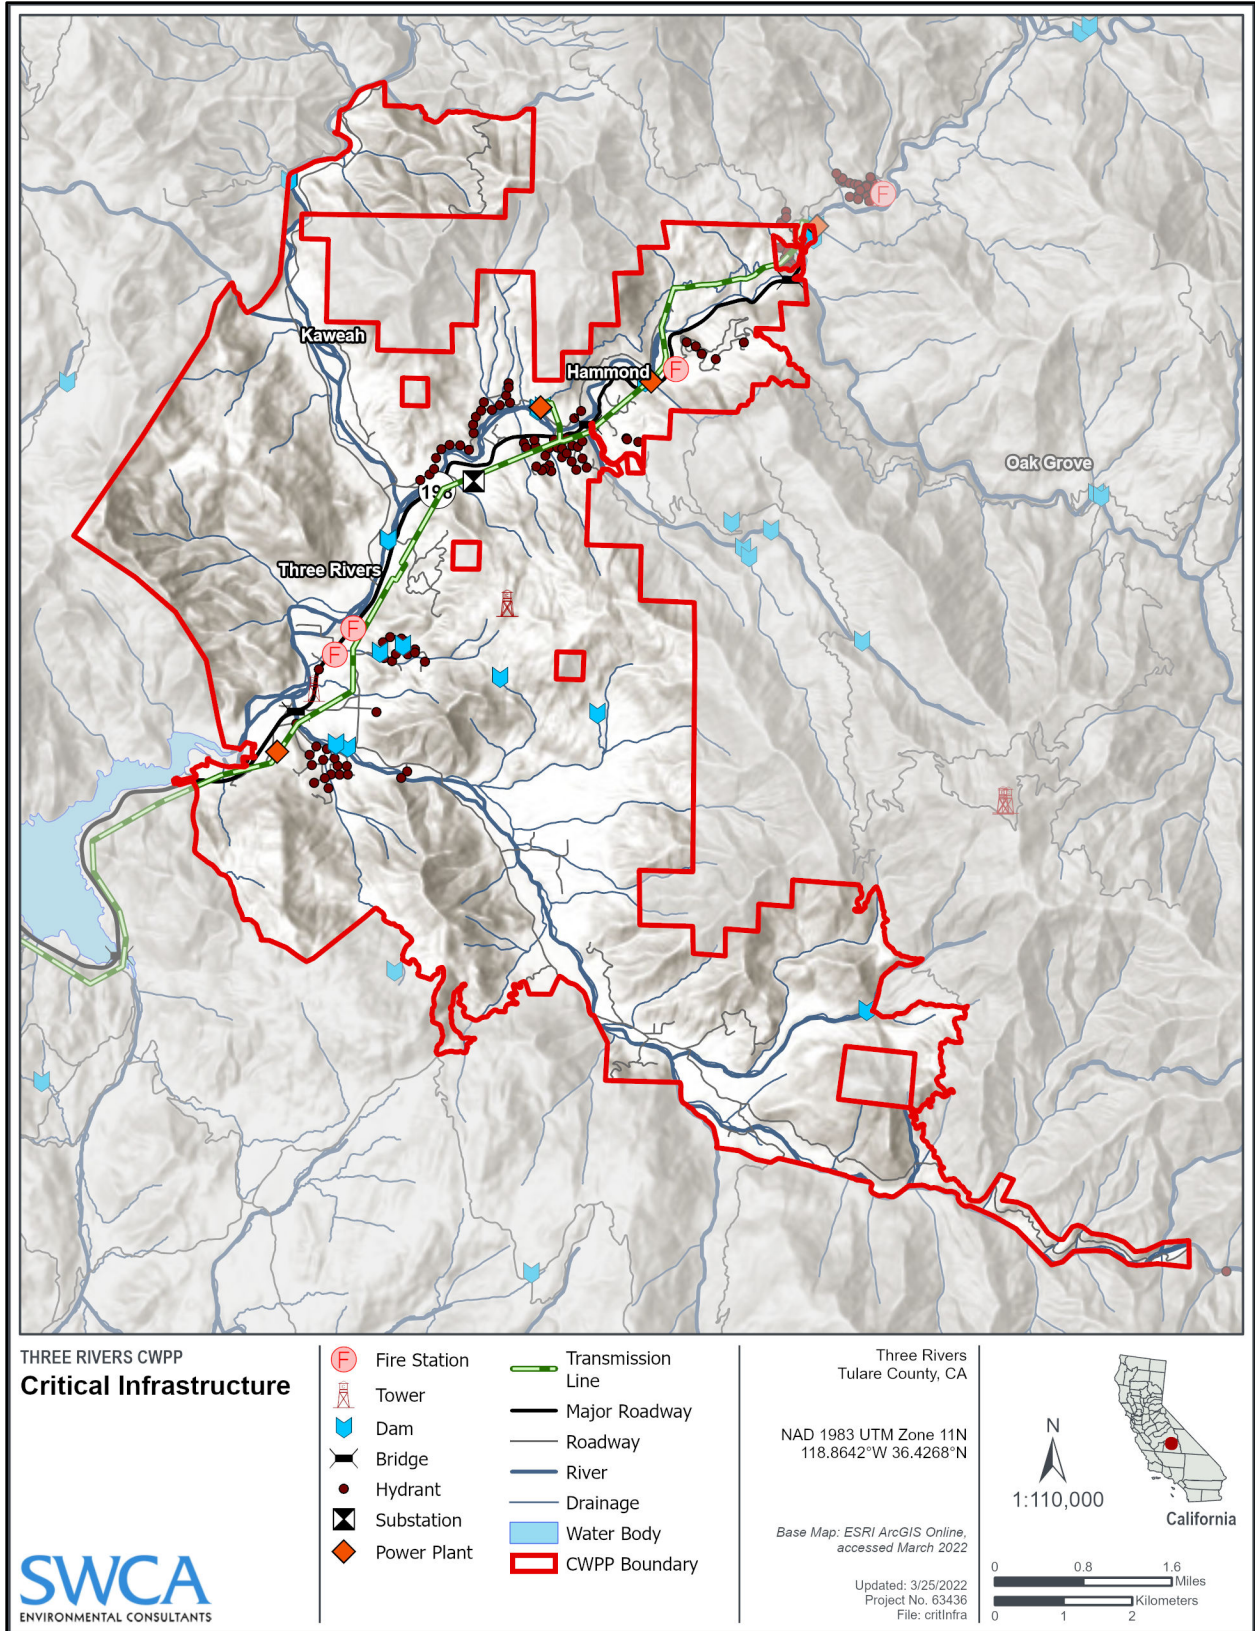 Kaweah
Hammond
Oak Grove
198
Three Rivers
F
F
F
F
THREE RIVERS CWPP
Critical Infrastructure
SWCA
ENVIRONMENTAL CONSULTANTS
F Fire Station
Tower
Dam
Bridge
Hydrant
Substation
Power Plant
Transmission
Line
Major Roadway
Roadway
River
Drainage
Water Body
CWPP Boundary
Three Rivers
Tulare County, CA
NAD 1983 UTM Zone 11N
118.8642°W 36.4268°N
Base Map: ESRI ArcGIS Online,
accessed March 2022
Updated: 3/25/2022
Project No. 63436
File: critInfra
N
1:110,000
California
0 0.8 1.6
Miles
Kilometers
0 1 2